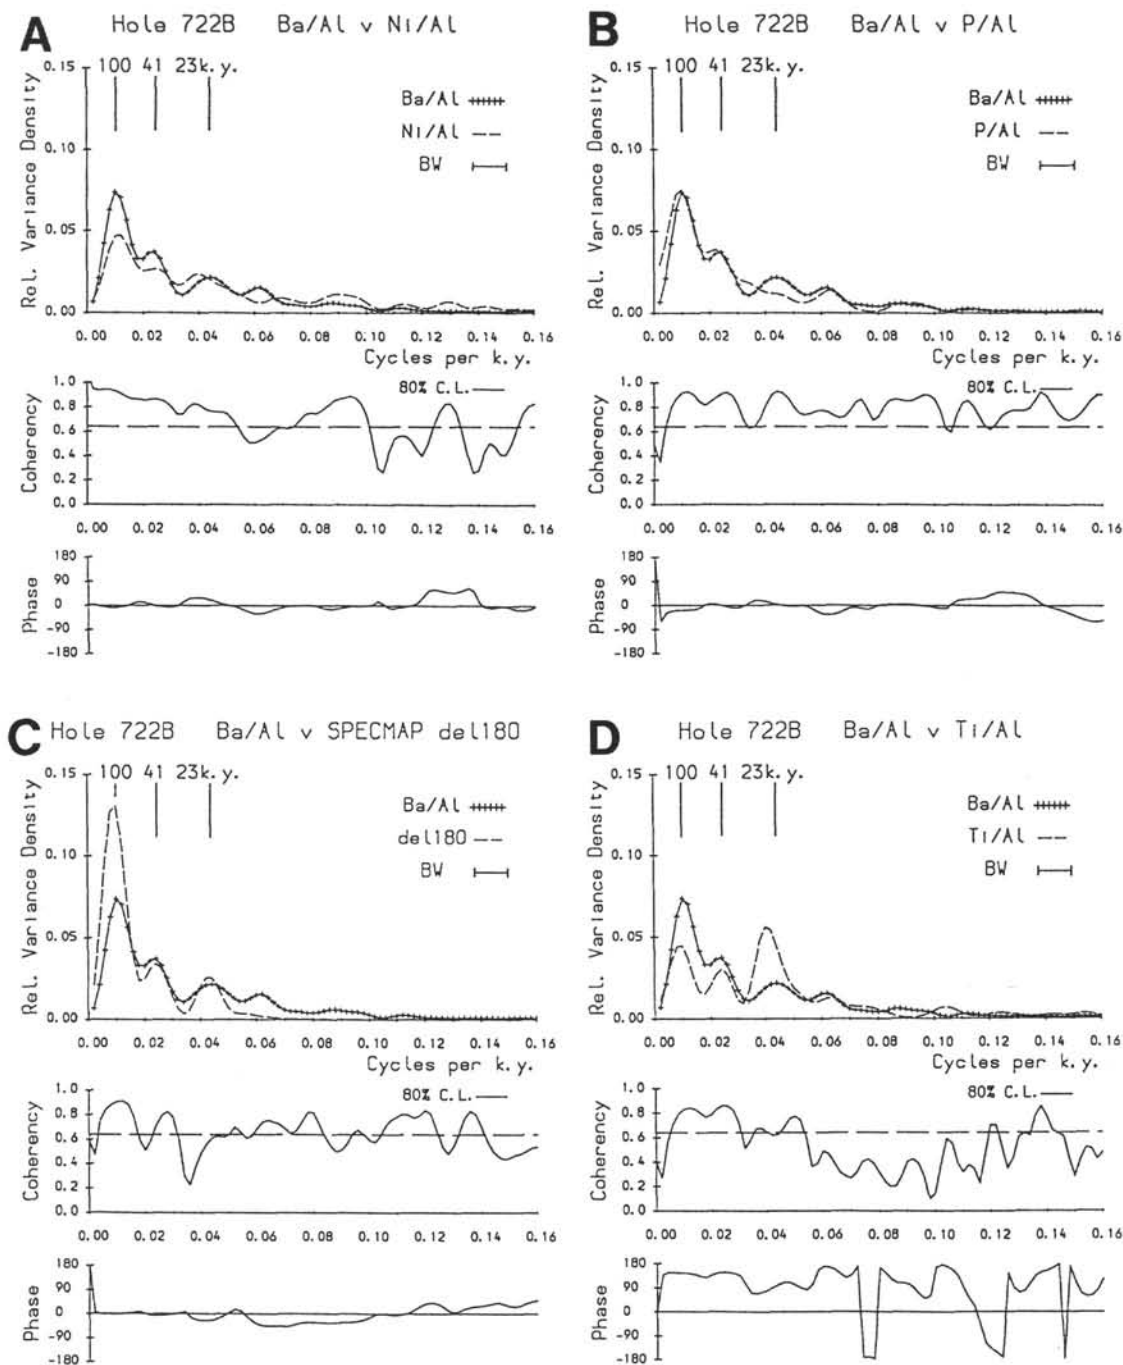 A Hole 722B Ba/Al v Ni/Al
0.15
100 41 23k.y.
Ba/Al
Ni/Al
BW
0.10
0.05
0.00
Rel. Variance Density
0.00 0.02 0.04 0.06 0.08 0.10 0.12 0.14 0.16
Cycles per k.y.
80% C.L.
1.0
0.8
0.6
0.4
0.2
0.0
Coherency
0.00 0.02 0.04 0.06 0.08 0.10 0.12 0.14 0.16
180
90
0
-90
-180
Phase
B Hole 722B Ba/Al v P/Al
0.15
100 41 23k.y.
Ba/Al
P/Al
BW
0.10
0.05
0.00
Rel. Variance Density
0.00 0.02 0.04 0.06 0.08 0.10 0.12 0.14 0.16
Cycles per k.y.
80% C.L.
1.0
0.8
0.6
0.4
0.2
0.0
Coherency
0.00 0.02 0.04 0.06 0.08 0.10 0.12 0.14 0.16
180
90
0
-90
-180
Phase
C Hole 722B Ba/Al v SPECMAP del180
0.15
100 41 23k.y.
Ba/Al
del180
BW
0.10
0.05
0.00
Rel. Variance Density
0.00 0.02 0.04 0.06 0.08 0.10 0.12 0.14 0.16
Cycles per k.y.
80% C.L.
1.0
0.8
0.6
0.4
0.2
0.0
Coherency
0.00 0.02 0.04 0.06 0.08 0.10 0.12 0.14 0.16
180
90
0
-90
-180
Phase
D Hole 722B Ba/Al v Ti/Al
0.15
100 41 23k.y.
Ba/Al
Ti/Al
BW
0.10
0.05
0.00
Rel. Variance Density
0.00 0.02 0.04 0.06 0.08 0.10 0.12 0.14 0.16
Cycles per k.y.
80% C.L.
1.0
0.8
0.6
0.4
0.2
0.0
Coherency
0.00 0.02 0.04 0.06 0.08 0.10 0.12 0.14 0.16
180
90
0
-90
-180
Phase